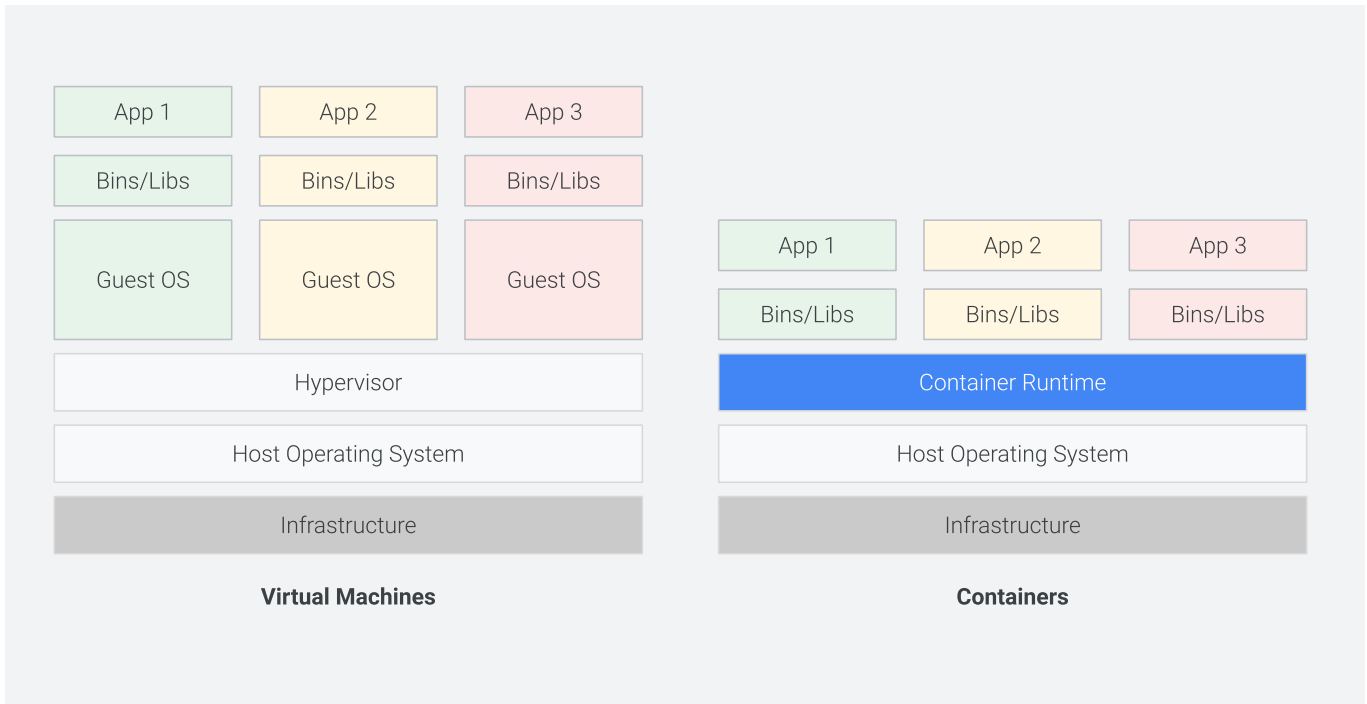 App 1
App 2
App 3
Bins/Libs
Bins/Libs
Bins/Libs
Guest OS
Guest OS
Guest OS
Hypervisor
Host Operating System
Infrastructure
Virtual Machines
App 1
App 2
App 3
Bins/Libs
Bins/Libs
Bins/Libs
Container Runtime
Host Operating System
Infrastructure
Containers